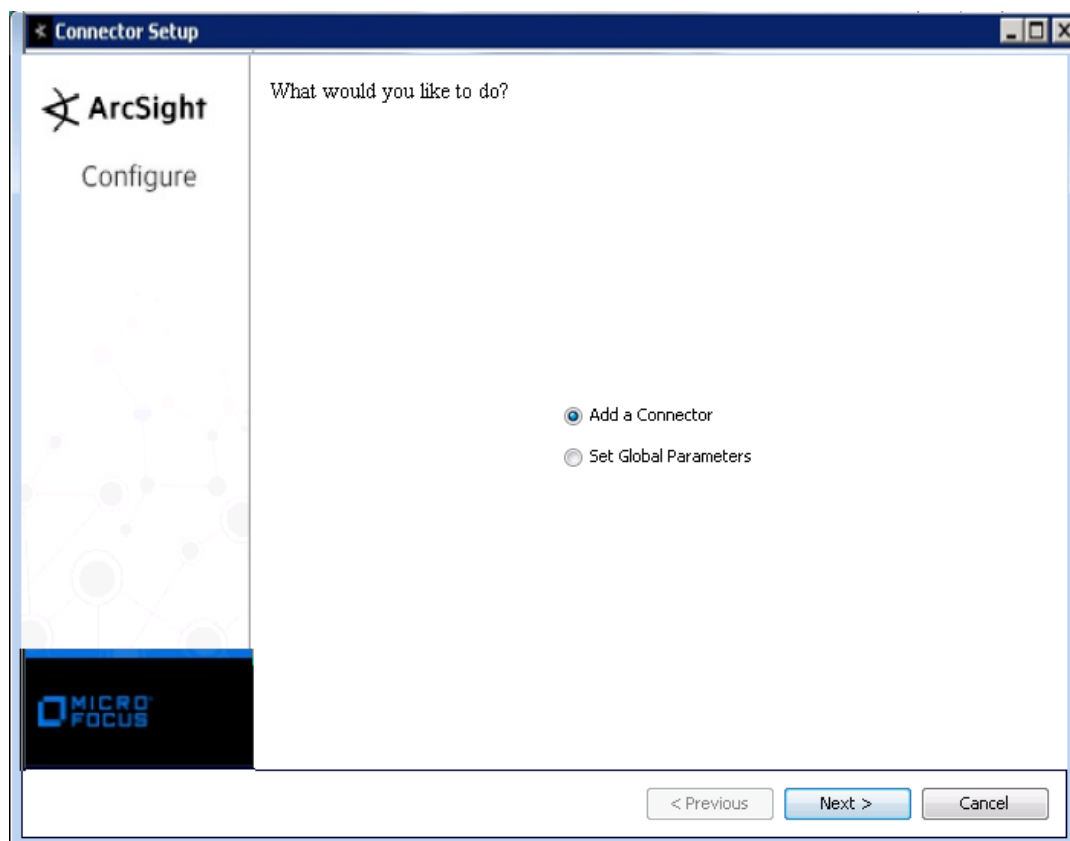 Connector Setup
ArcSight
Configure
What would you like to do?
Add a Connector
Set Global Parameters
MICRO
FOCUS
< Previous
Next >
Cancel